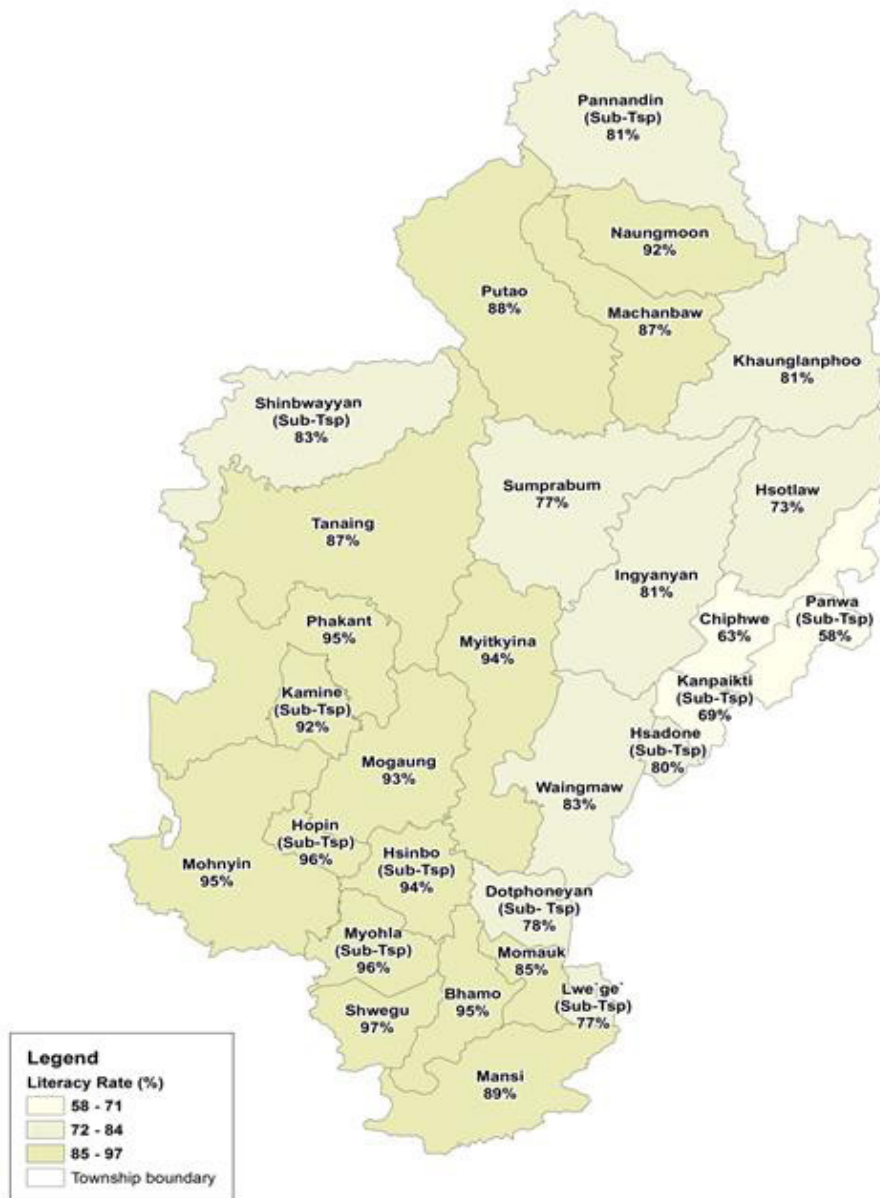 Pannandin
(Sub-Tsp)
81%
Naungmoon
92%
Putao
88%
Machanbaw
87%
Khaunglanphoo
81%
Shinbwayyan
(Sub-Tsp)
83%
Sumprabum
77%
Hsotlaw
73%
Tanaing
87%
Ingyanyan
81%
Panwa
(Sub-Tsp)
58%
Chiphwe
63%
Phakant
95%
Myitkyina
94%
Kanpaikti
(Sub-Tsp)
69%
Kamine
(Sub-Tsp)
92%
Hsadone
(Sub-Tsp)
80%
Mogaung
93%
Waingmaw
83%
Hopin
(Sub-Tsp)
96%
Mohnyin
95%
Hsinbo
(Sub-Tsp)
94%
Dotphoneyan
(Sub- Tsp)
78%
Myohla
(Sub-Tsp)
96%
Momauk
85%
Bhamo
95%
Lwe`ge`
(Sub-Tsp)
77%
Shwegu
97%
Mansi
89%
Legend
Literacy Rate (%)
58 - 71
72 - 84
85 - 97
Township boundary